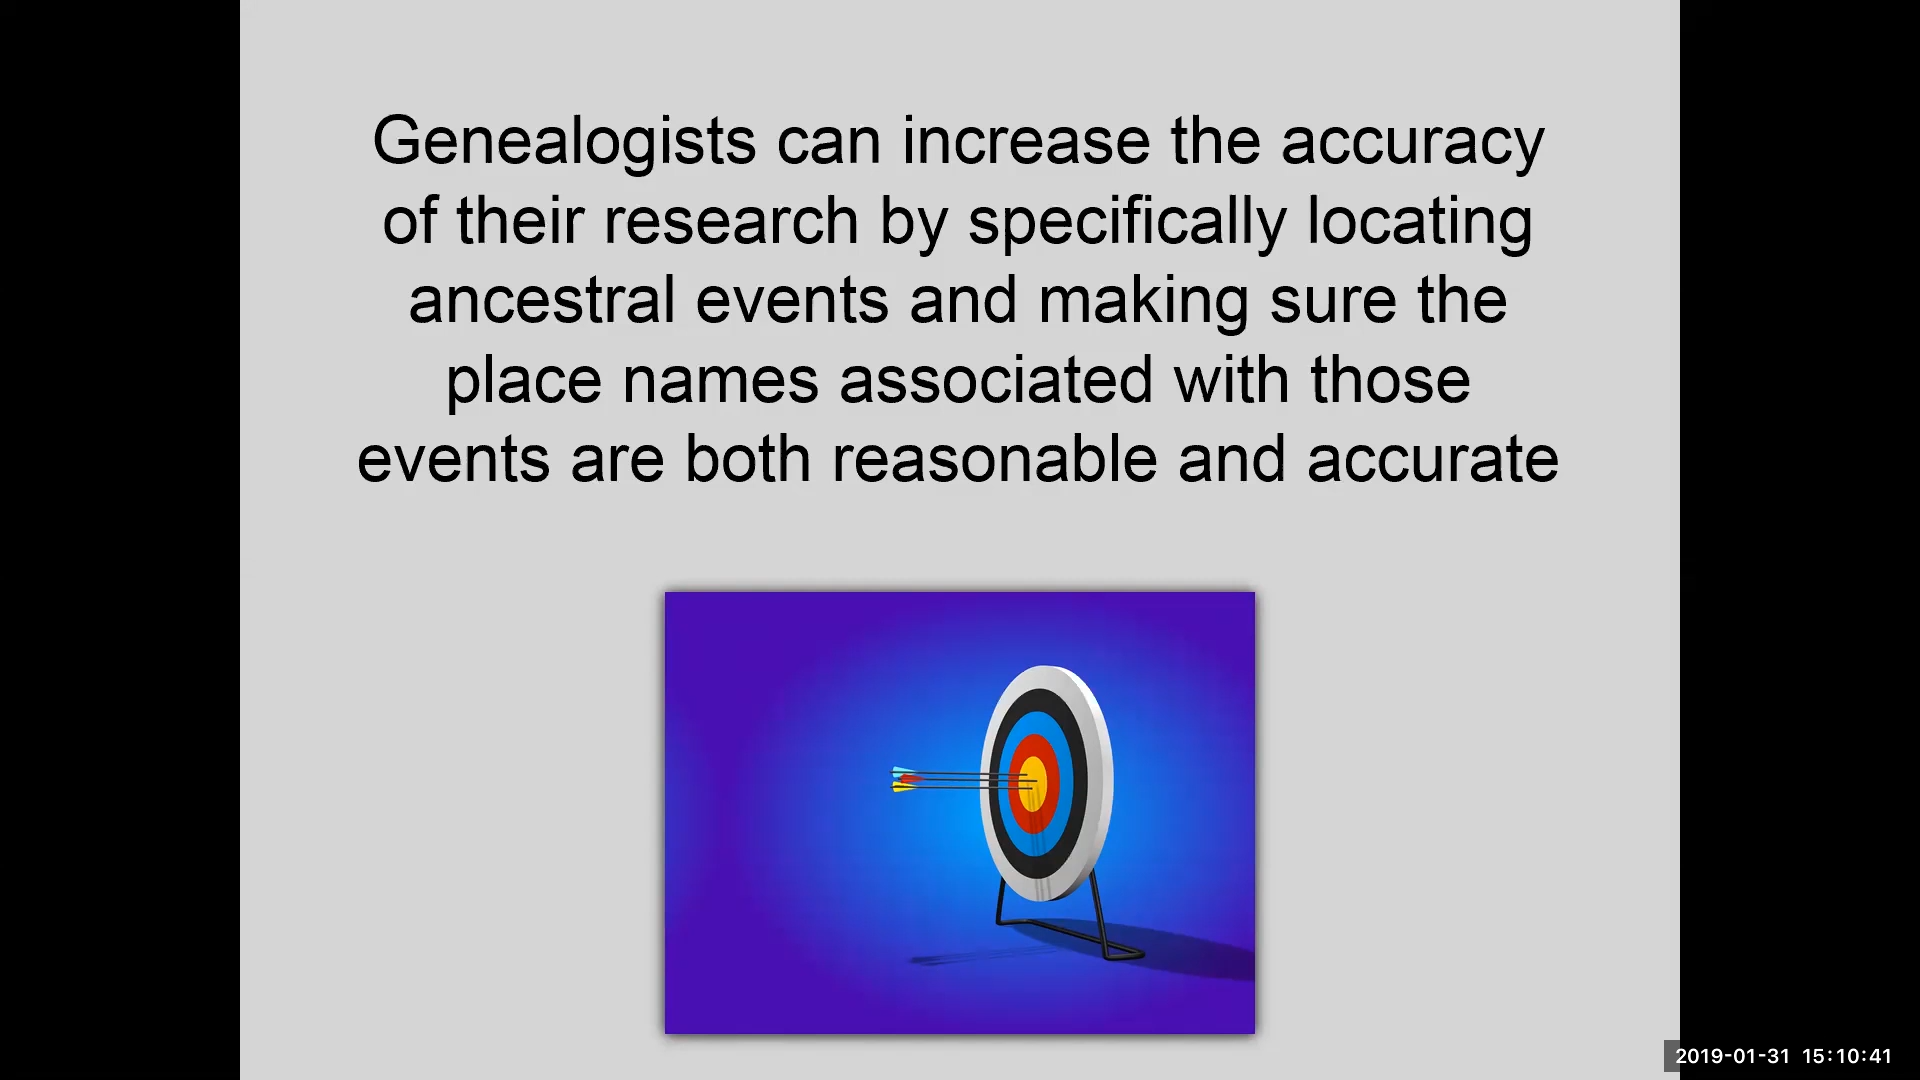 Genealogists can increase the accuracy
of their research by specifically locating
ancestral events and making sure the
place names associated with those
events are both reasonable and accurate
2019-01-31 15:10:41